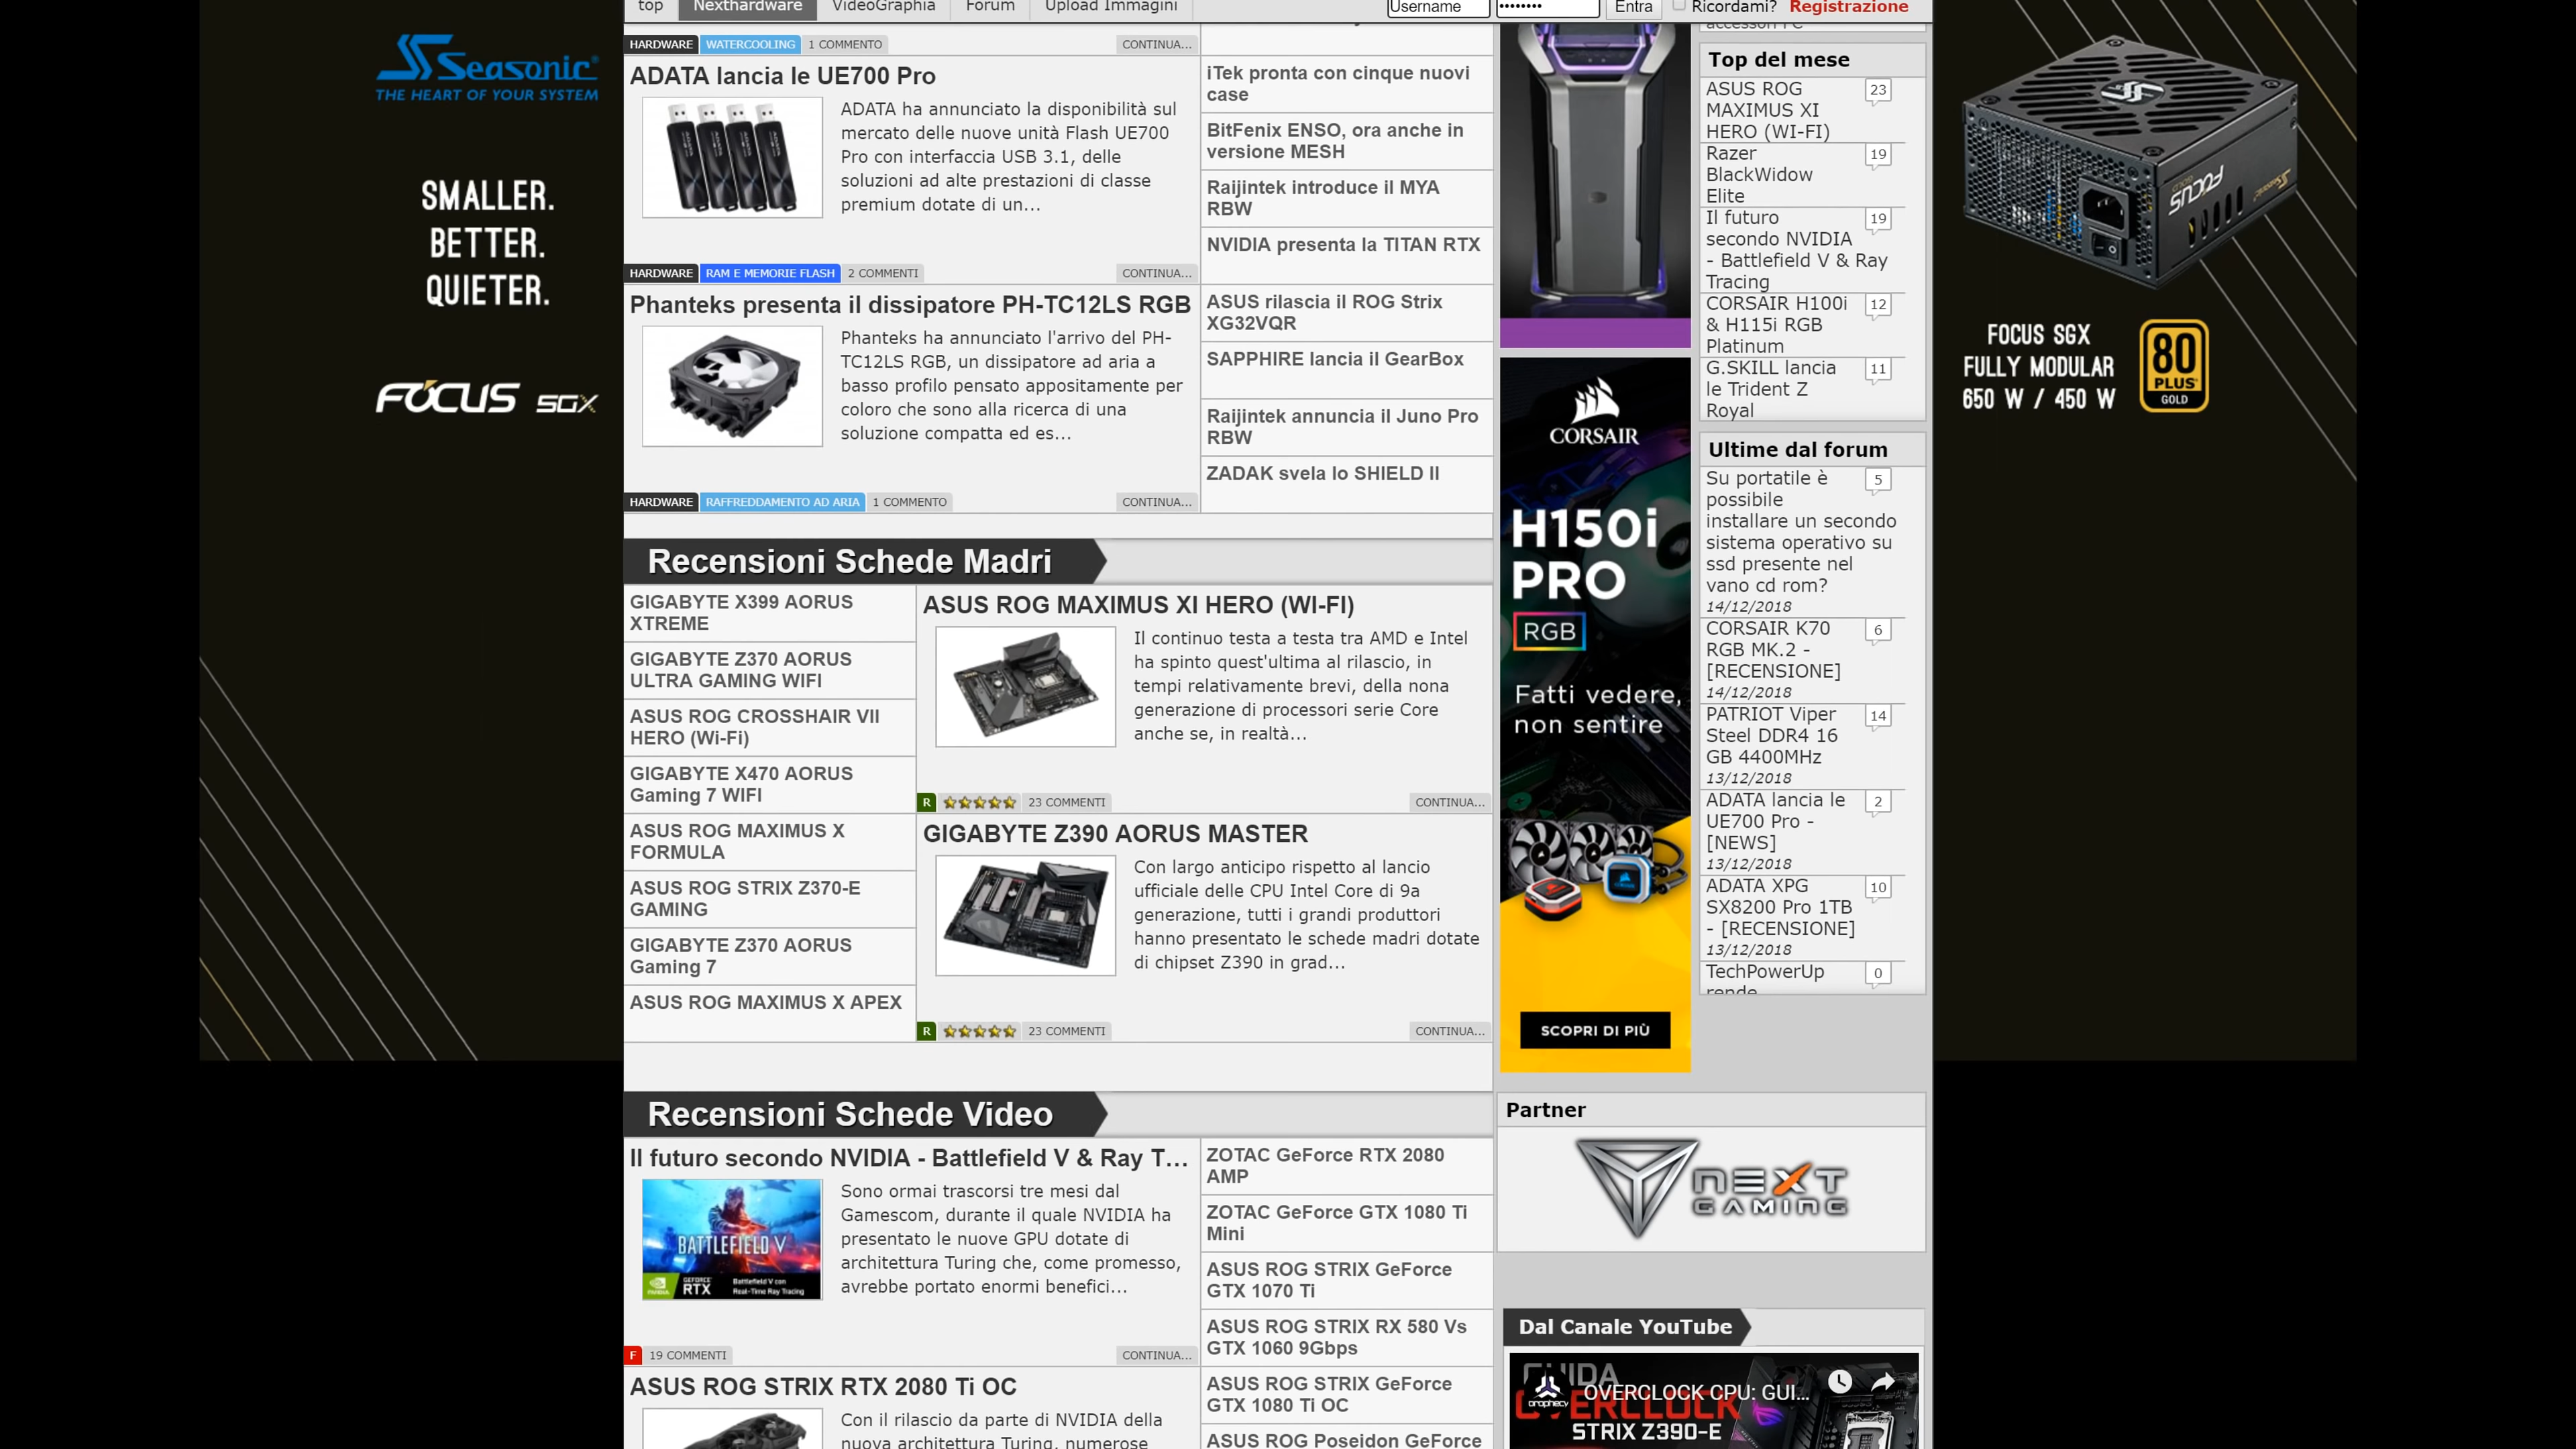 top
Nexthardware
VideoGraphia
Forum
Upload Immagini
Username
••••••••
Entra
Ricordami?
Registrazione
Seasonic
THE HEART OF YOUR SYSTEM
SMALLER.
BETTER.
QUIETER.
FOCUS SGX
HARDWARE
WATERCOOLING
1 COMMENTO
CONTINUA...
ADATA lancia le UE700 Pro
ADATA ha annunciato la disponibilità sul
mercato delle nuove unità Flash UE700
Pro con interfaccia USB 3.1, delle
soluzioni ad alte prestazioni di classe
premium dotate di un...
HARDWARE
RAM E MEMORIE FLASH
2 COMMENTI
CONTINUA...
Phanteks presenta il dissipatore PH-TC12LS RGB
Phanteks ha annunciato l'arrivo del PH-
TC12LS RGB, un dissipatore ad aria a
basso profilo pensato appositamente per
coloro che sono alla ricerca di una
soluzione compatta ed es...
HARDWARE
RAFFREDDAMENTO AD ARIA
1 COMMENTO
CONTINUA...
iTek pronta con cinque nuovi
case
BitFenix ENSO, ora anche in
versione MESH
Raijintek introduce il MYA
RBW
NVIDIA presenta la TITAN RTX
ASUS rilascia il ROG Strix
XG32VQR
SAPPHIRE lancia il GearBox
Raijintek annuncia il Juno Pro
RBW
ZADAK svela lo SHIELD II
Recensioni Schede Madri
GIGABYTE X399 AORUS
XTREME
GIGABYTE Z370 AORUS
ULTRA GAMING WIFI
ASUS ROG CROSSHAIR VII
HERO (Wi-Fi)
GIGABYTE X470 AORUS
Gaming 7 WIFI
ASUS ROG MAXIMUS X
FORMULA
ASUS ROG STRIX Z370-E
GAMING
GIGABYTE Z370 AORUS
Gaming 7
ASUS ROG MAXIMUS X APEX
ASUS ROG MAXIMUS XI HERO (WI-FI)
Il continuo testa a testa tra AMD e Intel
ha spinto quest'ultima al rilascio, in
tempi relativamente brevi, della nona
generazione di processori serie Core
anche se, in realtà...
R
23 COMMENTI
CONTINUA...
GIGABYTE Z390 AORUS MASTER
Con largo anticipo rispetto al lancio
ufficiale delle CPU Intel Core di 9a
generazione, tutti i grandi produttori
hanno presentato le schede madri dotate
di chipset Z390 in grad...
R
23 COMMENTI
CONTINUA...
Recensioni Schede Video
Il futuro secondo NVIDIA - Battlefield V & Ray T...
BATTLEFIELD V
NVIDIA
GEFORCE
RTX
Battlefield V con
Real-Time Ray Tracing
Sono ormai trascorsi tre mesi dal
Gamescom, durante il quale NVIDIA ha
presentato le nuove GPU dotate di
architettura Turing che, come promesso,
avrebbe portato enormi benefici...
F
19 COMMENTI
CONTINUA...
ASUS ROG STRIX RTX 2080 Ti OC
Con il rilascio da parte di NVIDIA della
nuova architettura Turing, numerose
ZOTAC GeForce RTX 2080
AMP
ZOTAC GeForce GTX 1080 Ti
Mini
ASUS ROG STRIX GeForce
GTX 1070 Ti
ASUS ROG STRIX RX 580 Vs
GTX 1060 9Gbps
ASUS ROG STRIX GeForce
GTX 1080 Ti OC
ASUS ROG Poseidon GeForce
CORSAIR
H150i
PRO
RGB
Fatti vedere,
non sentire
CORSAIR
SCOPRI DI PIÙ
accessori PC
Top del mese
ASUS ROG
MAXIMUS XI
HERO (WI-FI)
23
Razer
BlackWidow
Elite
19
Il futuro
secondo NVIDIA
- Battlefield V & Ray
Tracing
19
CORSAIR H100i
& H115i RGB
Platinum
12
G.SKILL lancia
le Trident Z
Royal
11
Ultime dal forum
Su portatile è
possibile
installare un secondo
sistema operativo su
ssd presente nel
vano cd rom?
14/12/2018
5
CORSAIR K70
RGB MK.2 -
[RECENSIONE]
14/12/2018
6
PATRIOT Viper
Steel DDR4 16
GB 4400MHz
13/12/2018
14
ADATA lancia le
UE700 Pro -
[NEWS]
13/12/2018
2
ADATA XPG
SX8200 Pro 1TB
- [RECENSIONE]
13/12/2018
10
TechPowerUp
rende
0
Partner
NEXT
GAMING
Dal Canale YouTube
GUIDA
OVERCLOCK CPU: GUI...
prophecy
OVERCLOCK
STRIX Z390-E
FOCUS
GOLD
FOCUS SGX
FULLY MODULAR
650 W / 450 W
80
PLUS
GOLD